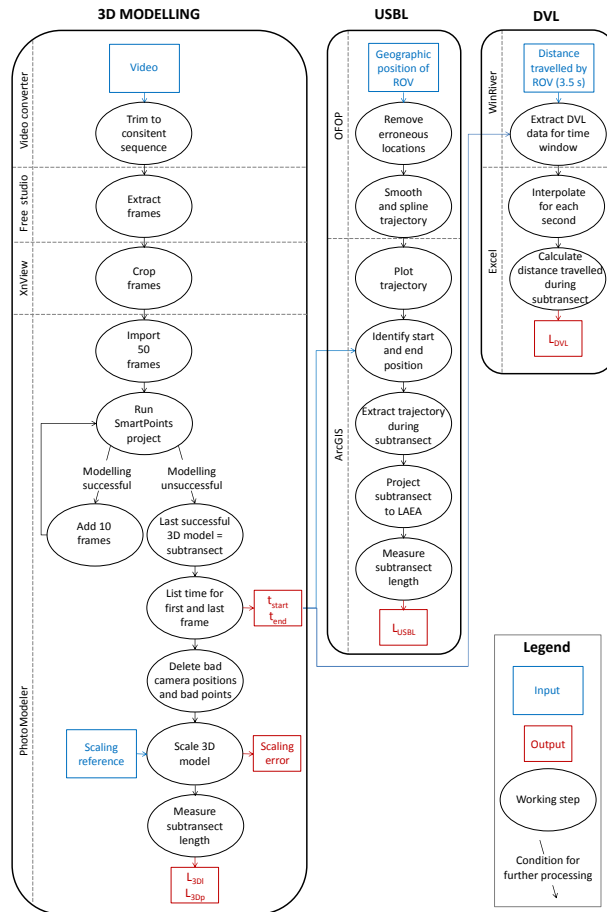 3D MODELLING
Video converter
Video
Trim to
consitent
sequence
Free studio
Extract
frames
XnView
Crop
frames
PhotoModeler
Import
50
frames
Run
SmartPoints
project
Modelling
successful
Modelling
unsuccessful
Add 10
frames
Last successful
3D model =
subtransect
List time for
first and last
frame
t_start
t_end
Delete bad
camera positions
and bad points
Scaling
reference
Scale 3D
model
Scaling
error
Measure
subtransect
length
L_3Dl
L_3Dp
USBL
OFOP
Geographic
position of
ROV
Remove
erroneous
locations
Smooth
and spline
trajectory
ArcGIS
Plot
trajectory
Identify start
and end
position
Extract trajectory
during
subtransect
Project
subtransect
to LAEA
Measure
subtransect
length
L_USBL
DVL
WinRiver
Distance
travelled by
ROV (3.5 s)
Extract DVL
data for time
window
Excel
Interpolate
for each
second
Calculate
distance travelled
during
subtransect
L_DVL
Legend
Input
Output
Working step
Condition for
further processing